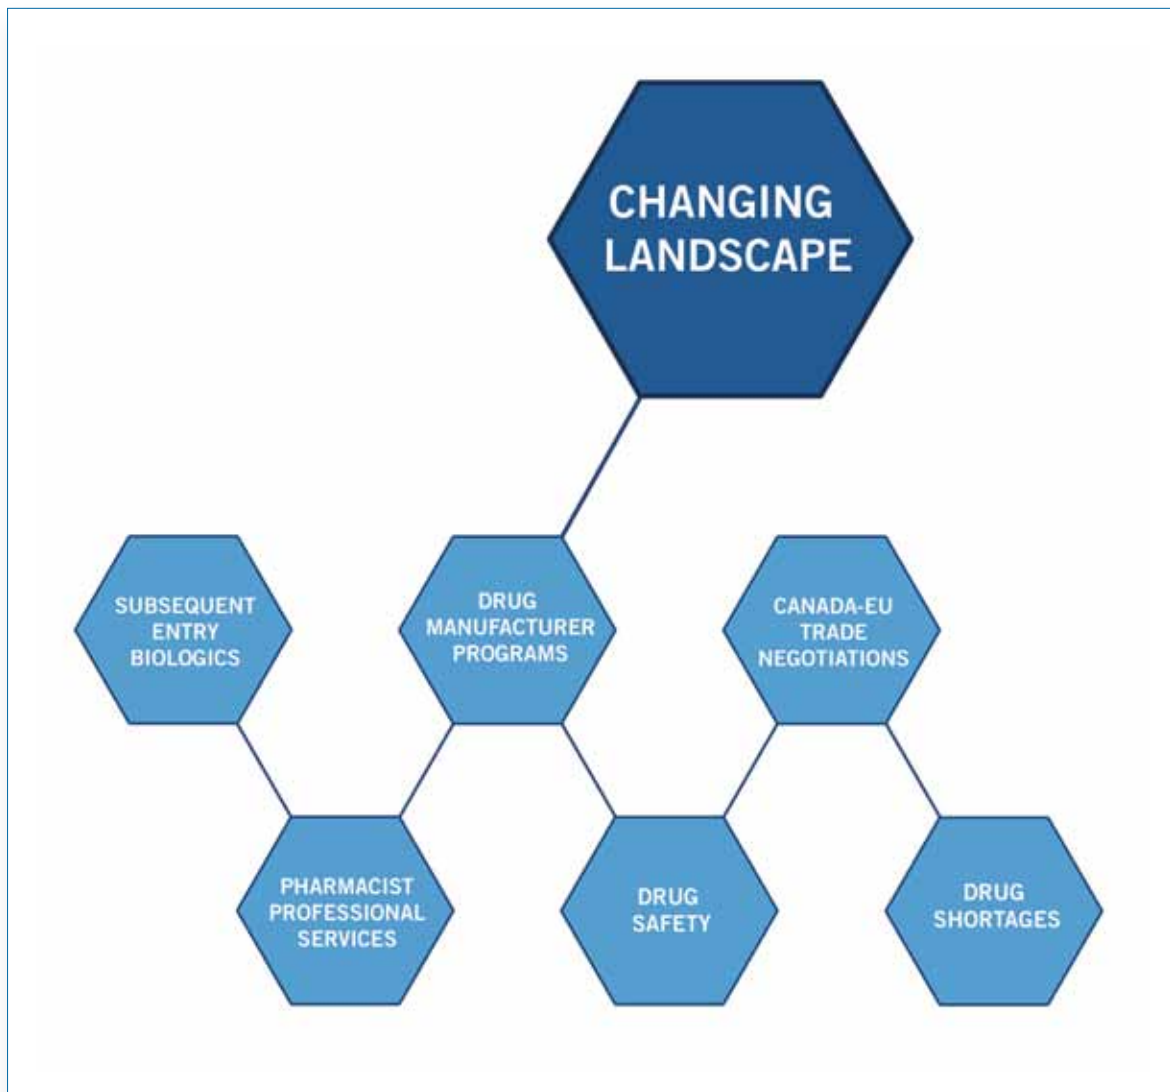 CHANGING
LANDSCAPE
SUBSEQUENT
ENTRY
BIOLOGICS
DRUG
MANUFACTURER
PROGRAMS
CANADA-EU
TRADE
NEGOTIATIONS
PHARMACIST
PROFESSIONAL
SERVICES
DRUG
SAFETY
DRUG
SHORTAGES